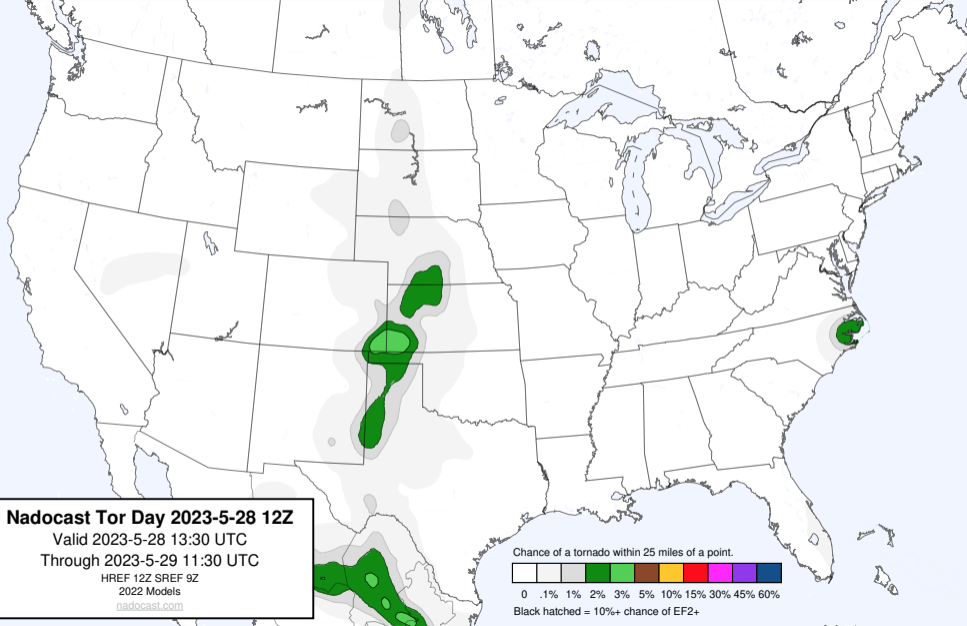 Nadocast Tor Day 2023-5-28 12Z
Valid 2023-5-28 13:30 UTC
Through 2023-5-29 11:30 UTC
HREF 12Z SREF 9Z
2022 Models
nadocast.com
Chance of a tornado within 25 miles of a point.
0 .1% 1% 2% 3% 5% 10% 15% 30% 45% 60%
Black hatched = 10%+ chance of EF2+